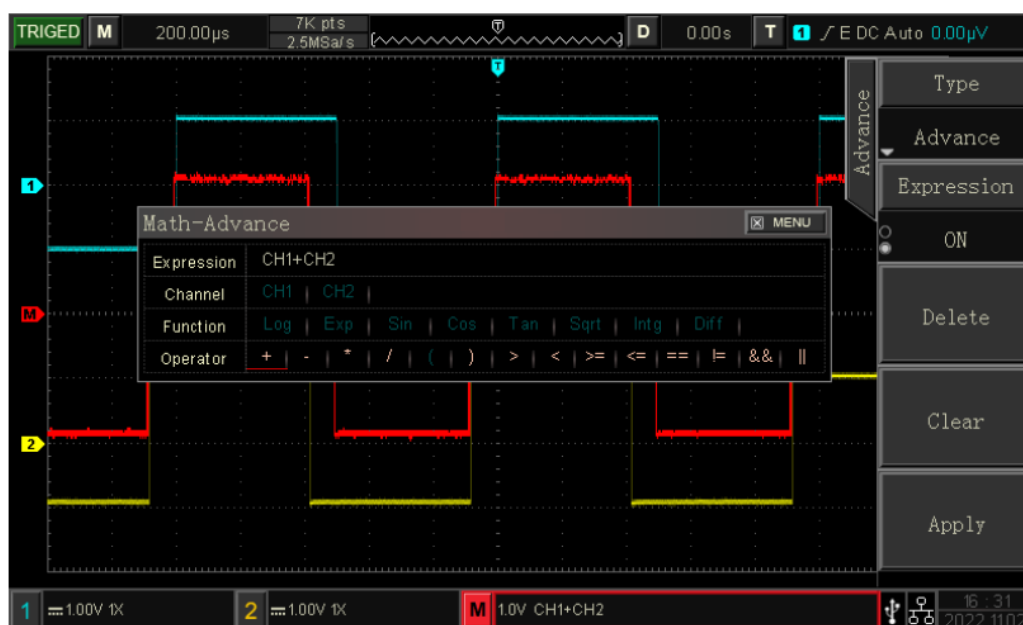 TRIGED M 200.00µs 7K pts 2.5MSa/s T D 0.00s T 1 E DC Auto 0.00µV
T
Advance
Type
Advance
Expression
ON
Delete
Clear
Apply
1
M
2
Math-Advance MENU
Expression CH1+CH2
Channel CH1 | CH2 |
Function Log | Exp | Sin | Cos | Tan | Sqrt | Intg | Diff |
Operator + | - | * | / | ( | ) | > | < | >= | <= | == | != | && | ||
1 1.00V 1X 2 1.00V 1X M 1.0V CH1+CH2 16:31
2022.1102